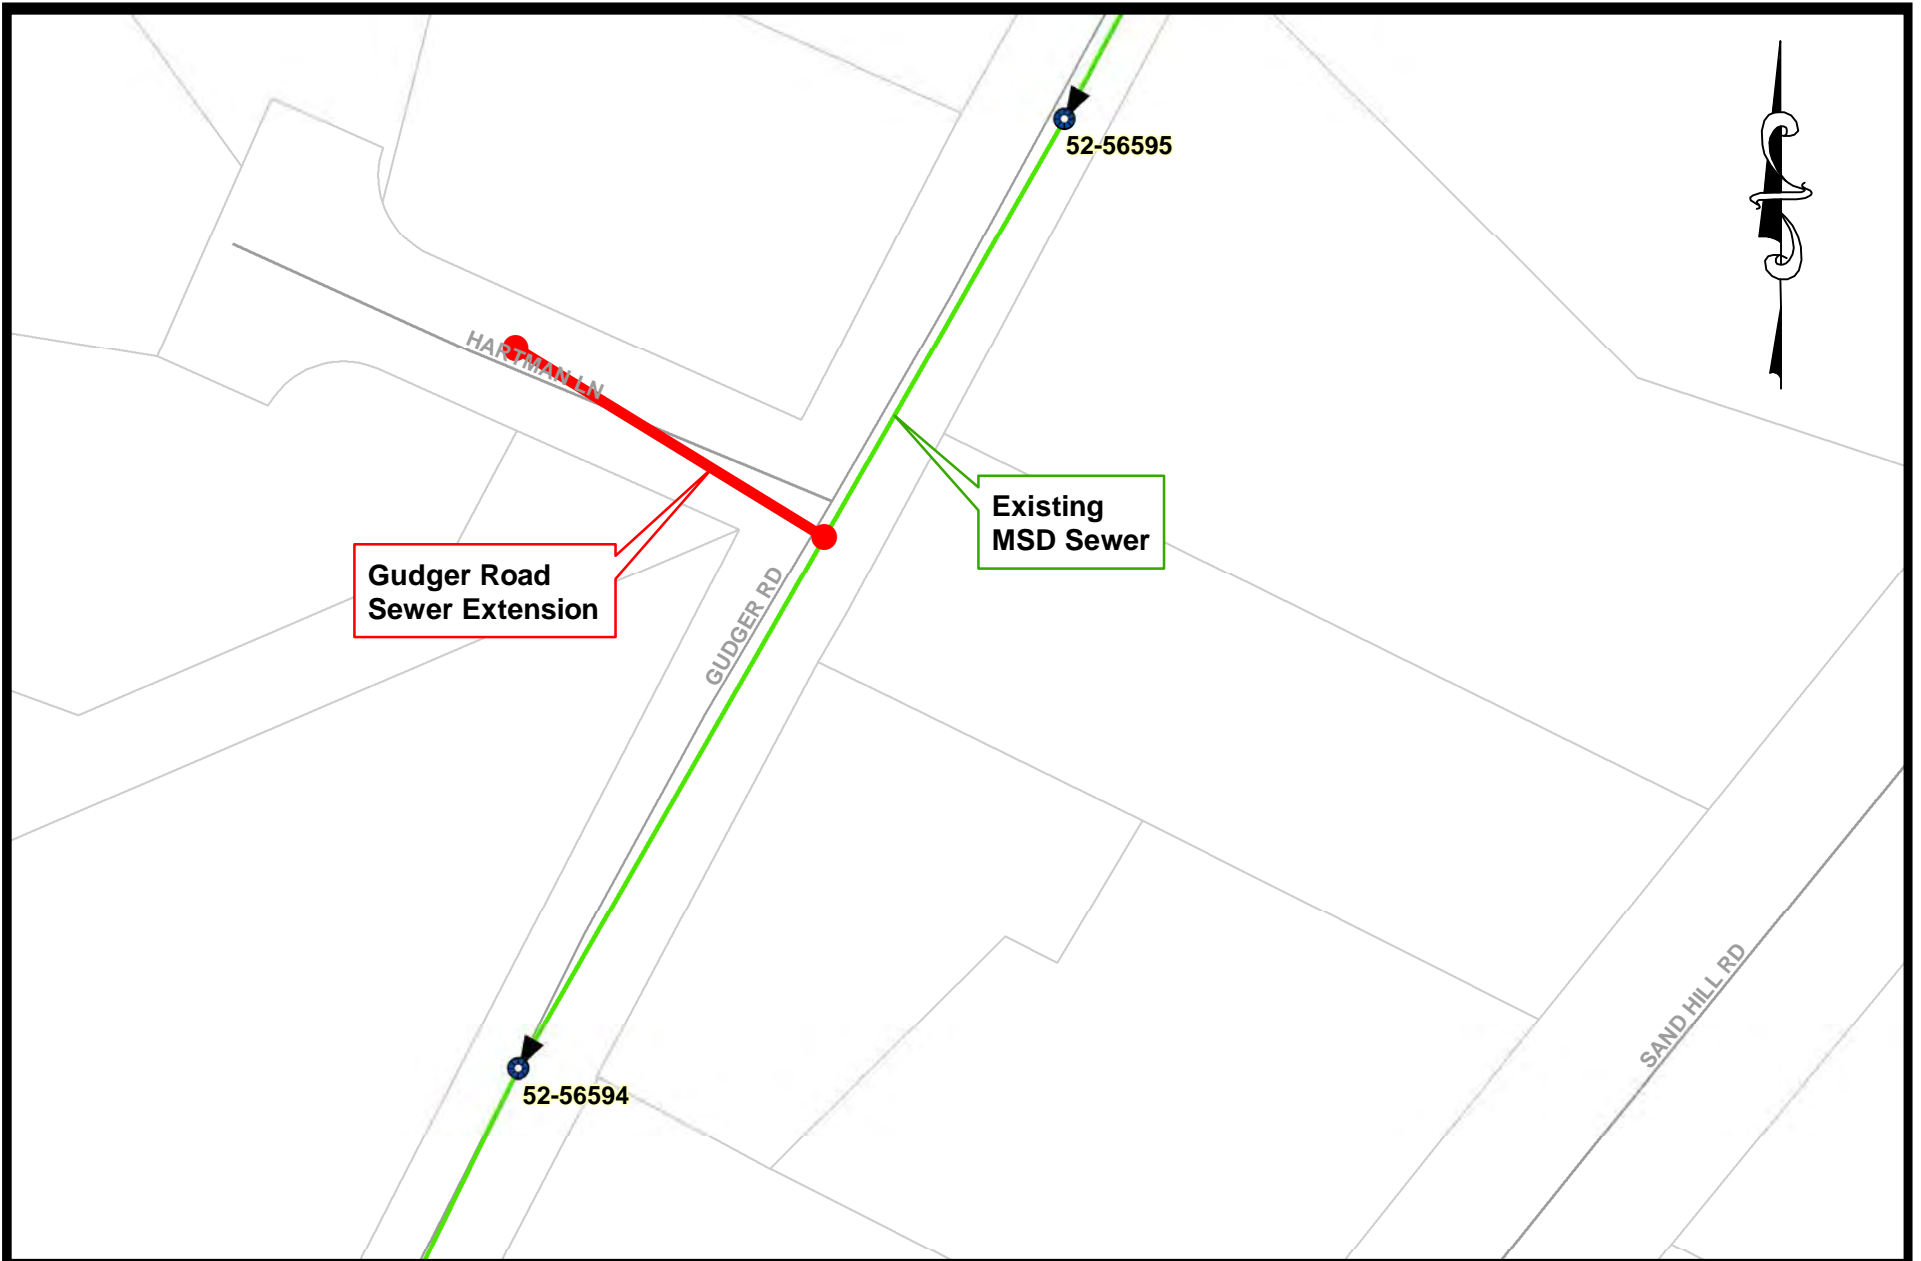 52-56595
HARTMAN LN
Existing
MSD Sewer
Gudger Road
Sewer Extension
GUDGER RD
SAND HILL RD
52-56594